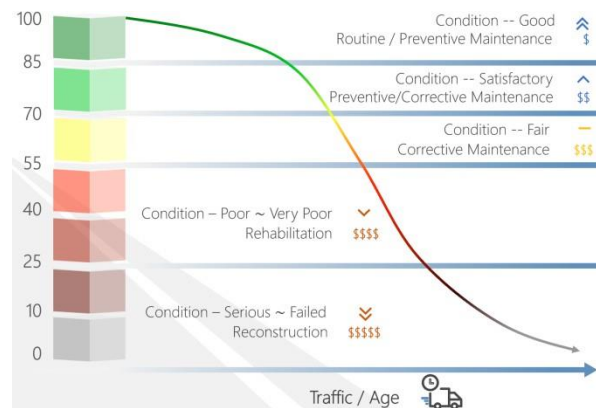 100
Condition -- Good
Routine / Preventive Maintenance $
85
Condition -- Satisfactory
Preventive/Corrective Maintenance $$
70
Condition -- Fair
Corrective Maintenance $$$
55
40
Condition – Poor ~ Very Poor
Rehabilitation $$$$
25
10
Condition – Serious ~ Failed
Reconstruction $$$$$
0
Traffic / Age